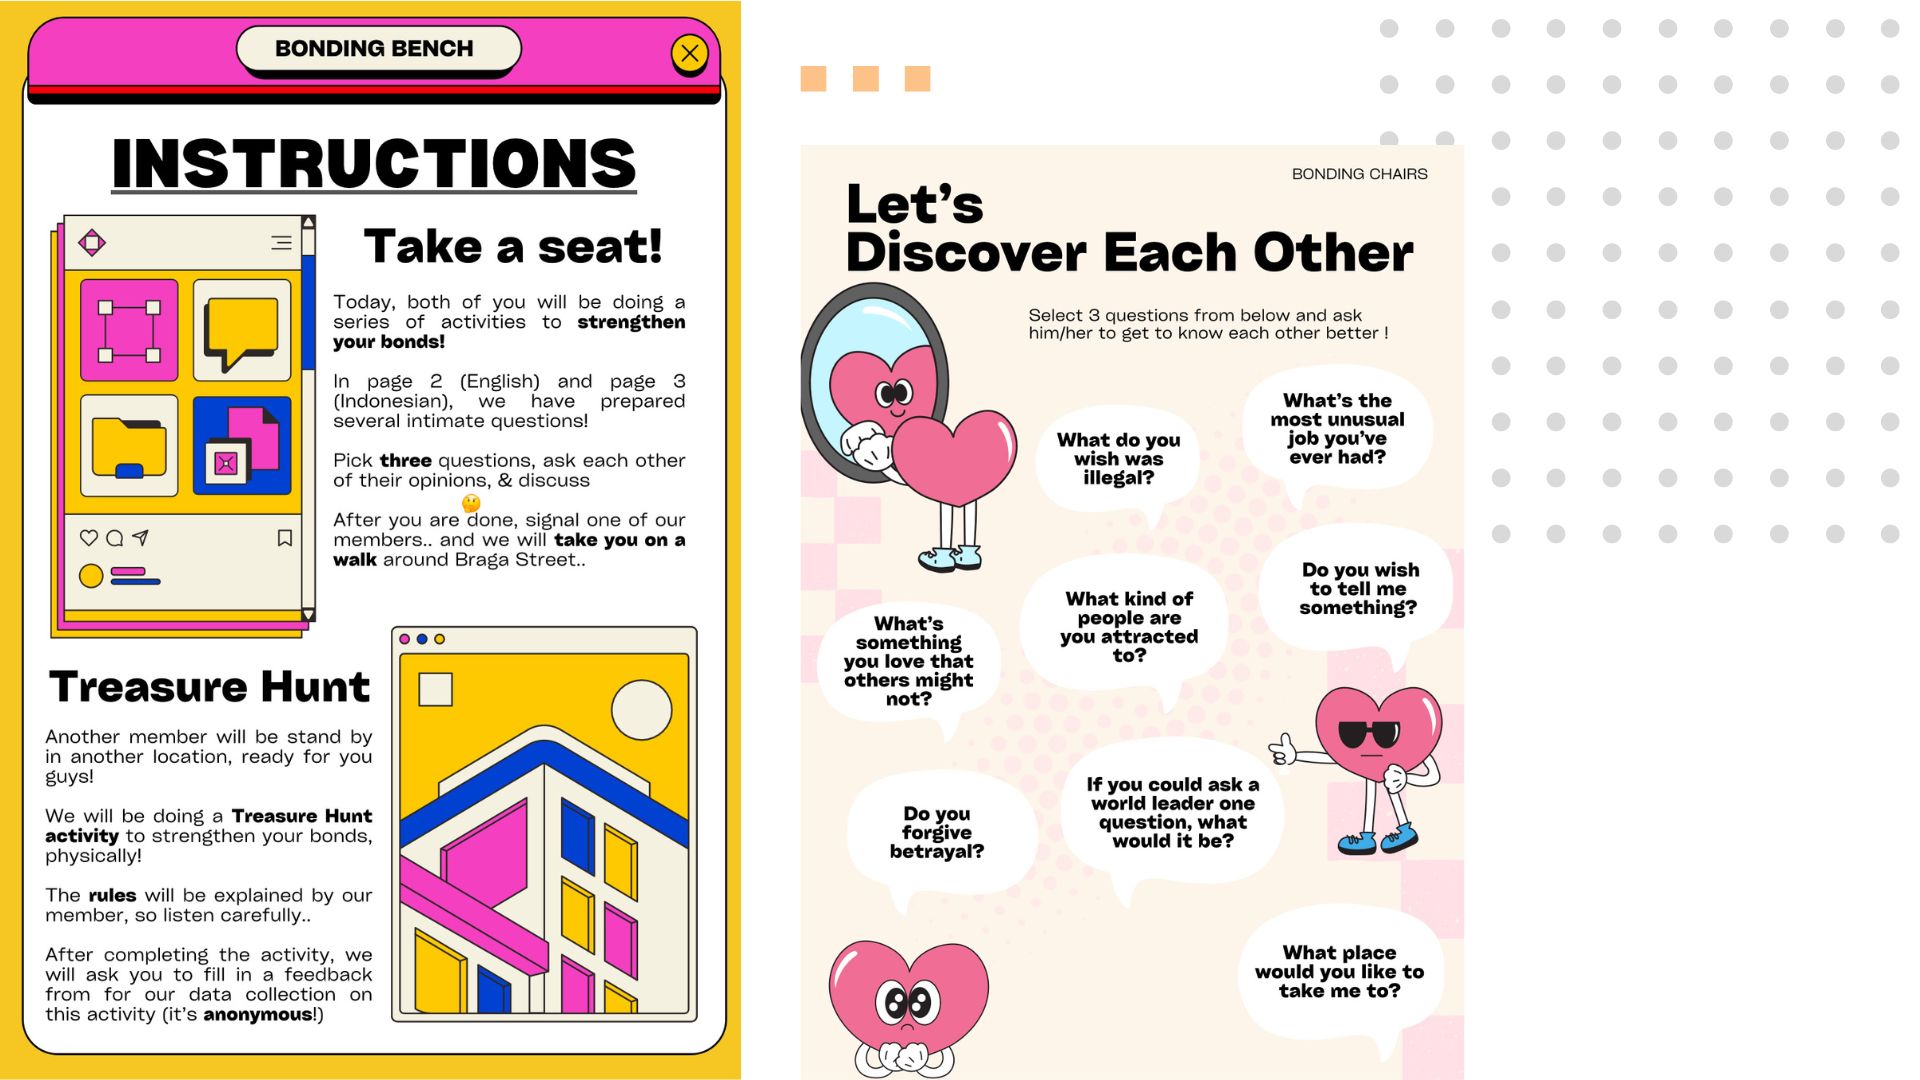 BONDING BENCH
INSTRUCTIONS
Take a seat!
Today, both of you will be doing a
series of activities to strengthen
your bonds!
In page 2 (English) and page 3
(Indonesian), we have prepared
several intimate questions!
Pick three questions, ask each other
of their opinions, & discuss
🤔
After you are done, signal one of our
members.. and we will take you on a
walk around Braga Street..
Treasure Hunt
Another member will be stand by
in another location, ready for you
guys!
We will be doing a Treasure Hunt
activity to strengthen your bonds,
physically!
The rules will be explained by our
member, so listen carefully..
After completing the activity, we
will ask you to fill in a feedback
from for our data collection on
this activity (it's anonymous!)
BONDING CHAIRS
Let's
Discover Each Other
Select 3 questions from below and ask
him/her to get to know each other better !
What's the
most unusual
job you've
ever had?
What do you
wish was
illegal?
Do you wish
to tell me
something?
What kind of
people are
you attracted
to?
What's
something
you love that
others might
not?
If you could ask a
world leader one
question, what
would it be?
Do you
forgive
betrayal?
What place
would you like to
take me to?